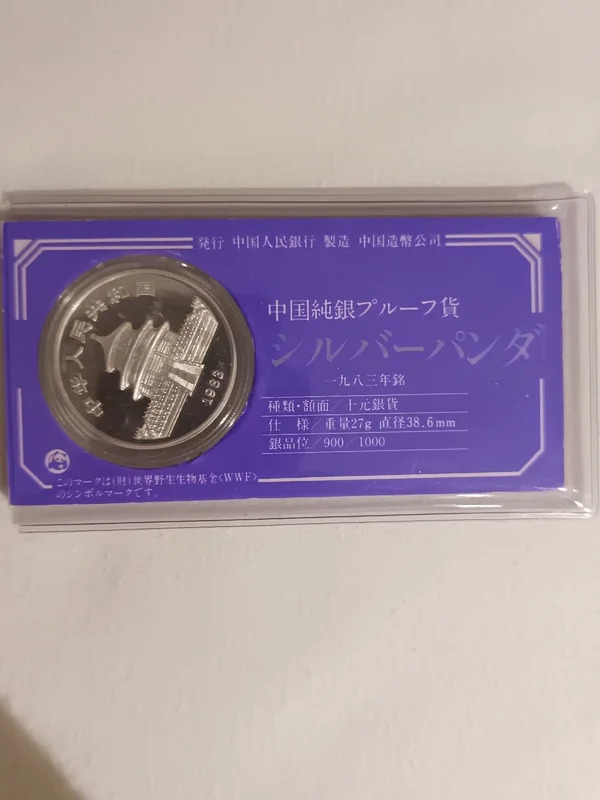 発行 中国人民銀行 製造 中国造幣公司
中华人民共和国
1983
中国純銀プルーフ貨
シルバーパンダ
一九八三年銘
種類・額面/十元銀貨
仕 様/重量27g 直径38.6mm
銀品位/900/1000
このマークは(財)世界野生生物基金〈WWF〉
のシンボルマークです。